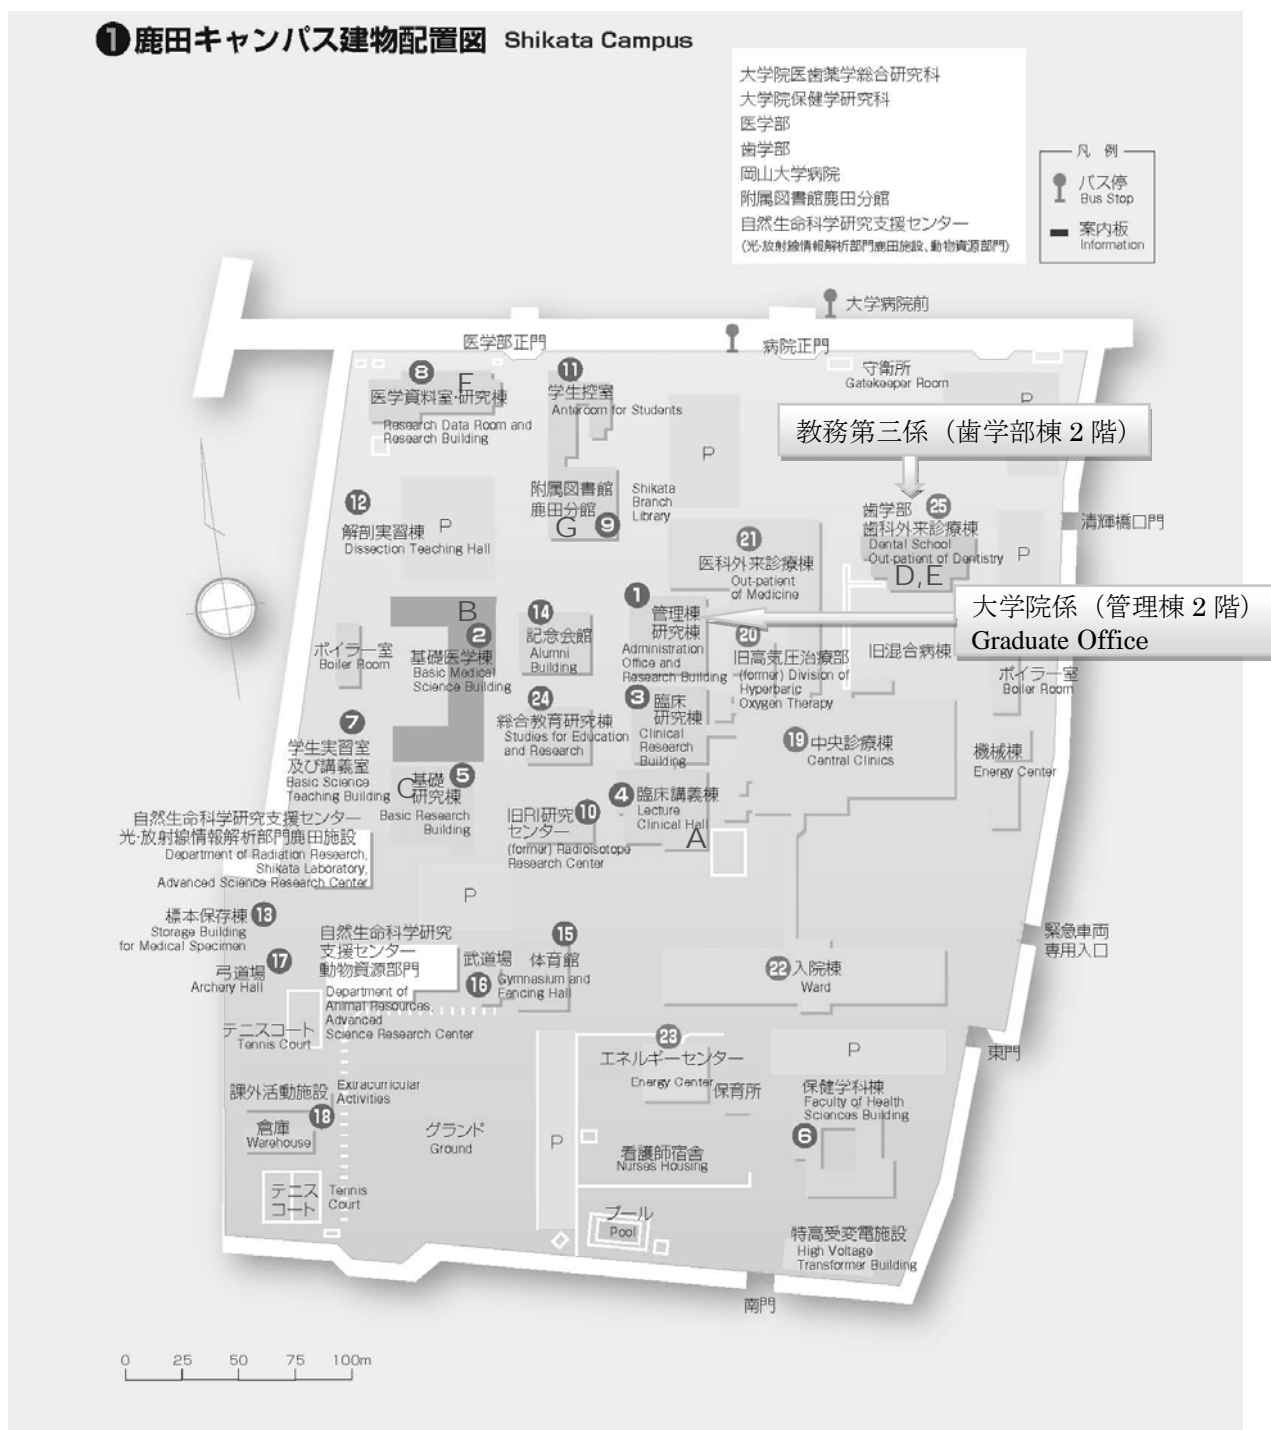 ❶鹿田キャンパス建物配置図 Shikata Campus
大学院医歯薬学総合研究科
大学院保健学研究科
医学部
歯学部
岡山大学病院
附属図書館鹿田分館
自然生命科学研究支援センター
(光・放射線情報解析部門鹿田施設、動物資源部門)
凡 例
バス停
Bus Stop
案内板
Information
大学病院前
医学部正門
病院正門
守衛所
Gatekeeper Room
8
F
医学資料室・研究棟
Research Data Room and
Research Building
11
学生控室
Anteroom for Students
P
P
教務第三係（歯学部棟 2 階）
附属図書館
鹿田分館
G
9
Shikata
Branch
Library
12
解剖実習棟
Dissection Teaching Hall
P
歯学部
25
歯科外来診療棟
Dental School
Out-patient of Dentistry
D,E
P
清輝橋口門
21
医科外来診療棟
Out-patient
of Medicine
大学院係（管理棟 2 階）
Graduate Office
B
2
基礎医学棟
Basic Medical
Science Building
14
記念会館
Alumni
Building
1
管理棟
研究棟
Administration
Office and
Research Building
20
旧高気圧治療部
(former) Division of
Hyperbaric
Oxygen Therapy
旧混合病棟
ボイラー室
Boiler Room
ボイラー室
Boiler Room
24
総合教育研究棟
Studies for Education
and Research
3
臨床
研究棟
Clinical
Research
Building
19
中央診療棟
Central Clinics
機械棟
Energy Center
7
学生実習室
及び講義室
Basic Science
Teaching Building
C
5
基礎
研究棟
Basic Research
Building
旧RI研究
センター
10
(former) Radioisotope
Research Center
4
臨床講義棟
Lecture
Clinical Hall
A
自然生命科学研究支援センター
光・放射線情報解析部門鹿田施設
Department of Radiation Research,
Shikata Laboratory,
Advanced Science Research Center
P
標本保存棟
13
Storage Building
for Medical Specimen
自然生命科学研究
支援センター
動物資源部門
Department of
Animal Resources,
Advanced
Science Research Center
武道場
16
15
体育館
Gymnasium and
Fencing Hall
緊急車両
専用入口
17
弓道場
Archery Hall
22
入院棟
Ward
テニスコート
Tennis Court
23
エネルギーセンター
Energy Center
保育所
P
東門
課外活動施設
Extracurricular
Activities
保健学科棟
Faculty of Health
Sciences Building
6
18
倉庫
Warehouse
グランド
Ground
P
看護師宿舎
Nurses Housing
テニス
コート
Tennis
Court
プール
Pool
特高受変電施設
High Voltage
Transformer Building
南門
0 25 50 75 100m